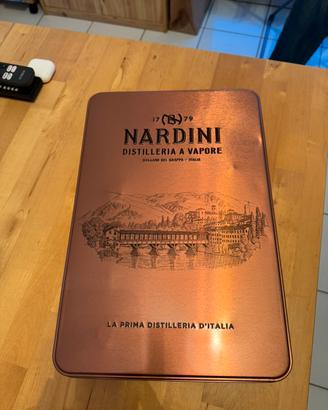 17 B 79
NARDINI
DISTILLERIA A VAPORE
BASSANO DEL GRAPPA - ITALIA
LA PRIMA DISTILLERIA D'ITALIA